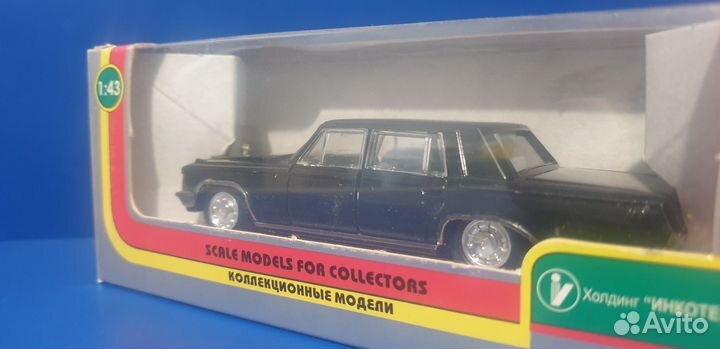 1:43
SCALE MODELS FOR COLLECTORS
КОЛЛЕКЦИОННЫЕ МОДЕЛИ
Холдинг "ИНКОТЕ
Avito